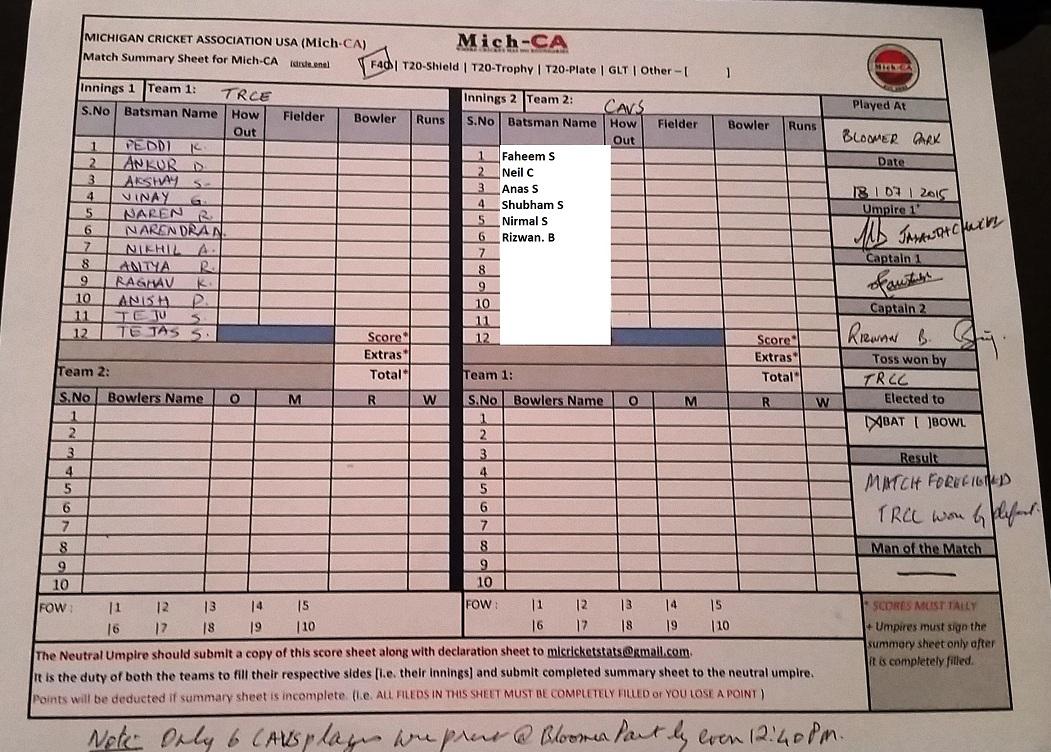 MICHIGAN CRICKET ASSOCIATION USA (Mich-CA)
Mich-CA
Match Summary Sheet for Mich-CA (circle one) F40 | T20-Shield | T20-Trophy | T20-Plate | GLT | Other – [ ]
Mich-CA
Innings 1 Team 1: TRCE
S.No Batsman Name How Out Fielder Bowler Runs
1 PEDDI K.
2 ANKUR D.
3 AKSHAY S.
4 VINAY G.
5 NAREN R.
6 NARENDRA N.
7 NIKHIL A.
8 ADITYA R.
9 RAGHAV K.
10 ANISH P.
11 TEJU S.
12 TEJAS S.
Score*
Extras*
Total*
Team 2:
S.No Bowlers Name O M R W
1
2
3
4
5
6
7
8
9
10
FOW : |1 |2 |3 |4 |5
|6 |7 |8 |9 |10
Innings 2 Team 2: CAVS
S.No Batsman Name How Out Fielder Bowler Runs
1 Faheem S
2 Neil C
3 Anas S
4 Shubham S
5 Nirmal S
6 Rizwan. B
7
8
9
10
11
12
Score*
Extras*
Total*
Team 1:
S.No Bowlers Name O M R W
1
2
3
4
5
6
7
8
9
10
FOW : |1 |2 |3 |4 |5
|6 |7 |8 |9 |10
Played At
BLOOMER PARK
Date
18 | 07 | 2015
Umpire 1*
Captain 1
Captain 2
RIZWAN B.
Toss won by
TRCC
Elected to
[X]BAT [ ]BOWL
Result
MATCH FOREGIGNED
TRCC won by default.
Man of the Match
* SCORES MUST TALLY
+ Umpires must sign the
summary sheet only after
it is completely filled.
The Neutral Umpire should submit a copy of this score sheet along with declaration sheet to micricketstats@gmail.com.
It is the duty of both the teams to fill their respective sides [i.e. their innings] and submit completed summary sheet to the neutral umpire.
Points will be deducted if summary sheet is incomplete. (i.e. ALL FILEDS IN THIS SHEET MUST BE COMPLETELY FILLED or YOU LOSE A POINT )
Note: Only 6 CAVS players were @ Bloomer Park by even 12:40 Pm.